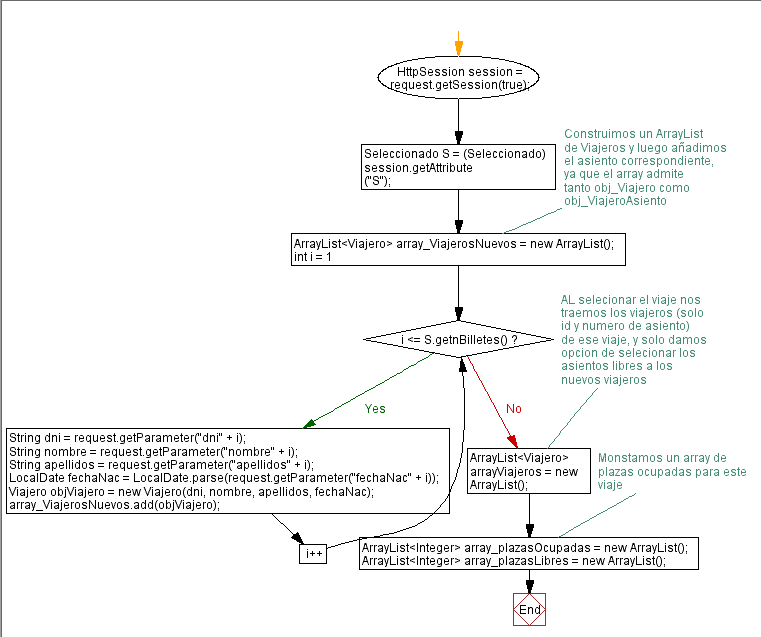 HttpSession session =
request.getSession(true);
Construimos un ArrayList
de Viajeros y luego añadimos
el asiento correspondiente,
ya que el array admite
tanto obj_Viajero como
obj_ViajeroAsiento
Seleccionado S = (Seleccionado)
session.getAttribute
("S");
ArrayList<Viajero> array_ViajerosNuevos = new ArrayList();
int i = 1
AL selecionar el viaje nos
traemos los viajeros (solo
id y numero de asiento)
de ese viaje, y solo damos
opcion de selecionar los
asientos libres a los
nuevos viajeros
i <= S.getnBilletes() ?
Yes
No
String dni = request.getParameter("dni" + i);
String nombre = request.getParameter("nombre" + i);
String apellidos = request.getParameter("apellidos" + i);
LocalDate fechaNac = LocalDate.parse(request.getParameter("fechaNac" + i));
Viajero objViajero = new Viajero(dni, nombre, apellidos, fechaNac);
array_ViajerosNuevos.add(objViajero);
ArrayList<Viajero>
arrayViajeros = new
ArrayList();
Monstamos un array de
plazas ocupadas para este
viaje
i++
ArrayList<Integer> array_plazasOcupadas = new ArrayList();
ArrayList<Integer> array_plazasLibres = new ArrayList();
End